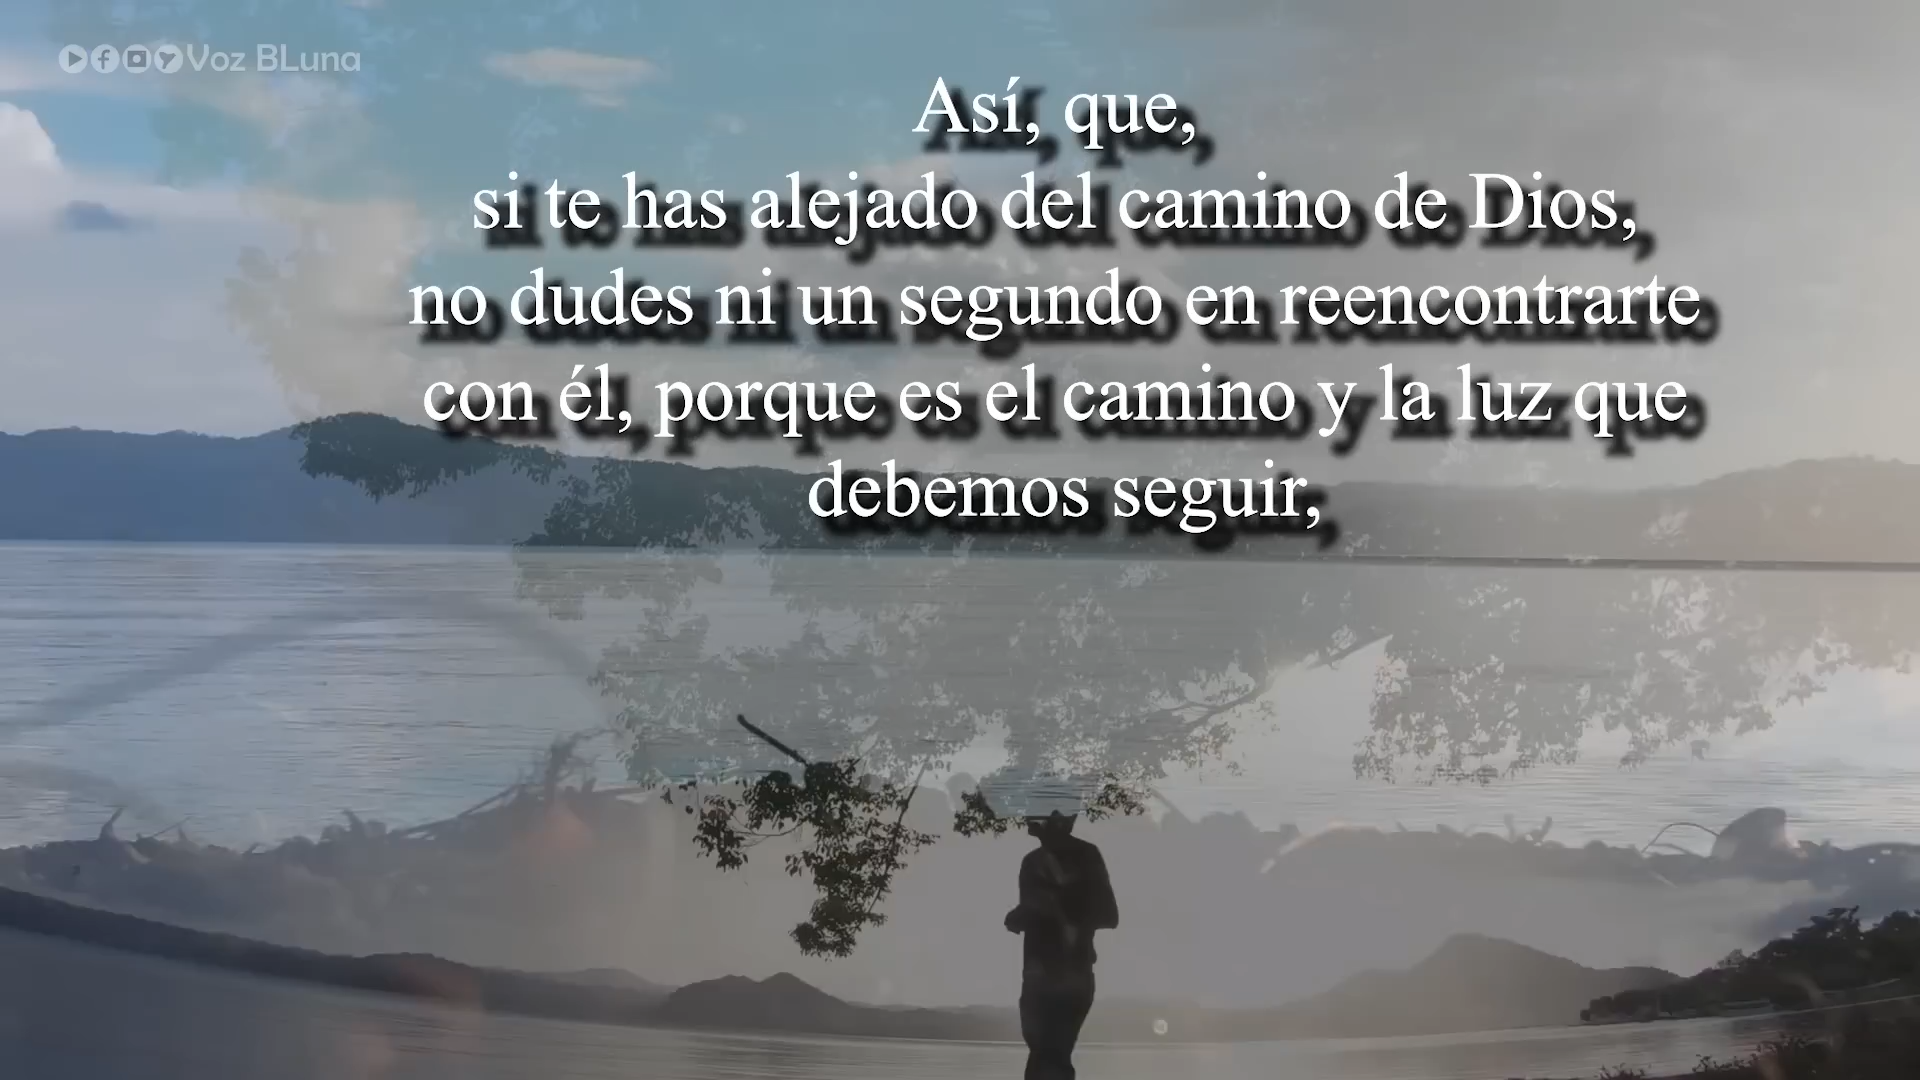 Voz BLuna
Así, que,
si te has alejado del camino de Dios,
no dudes ni un segundo en reencontrarte
con él, porque es el camino y la luz que
debemos seguir,